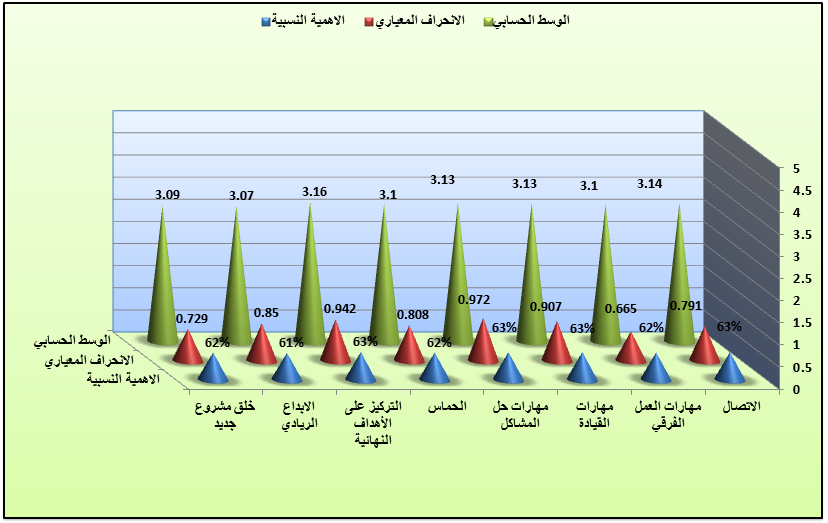 الوسط الحسابي
الانحراف المعياري
الاهمية النسبية
3.09
3.07
3.16
3.1
3.13
3.13
3.1
3.14
0.729
0.85
0.942
0.808
0.972
0.907
0.665
0.791
62%
61%
63%
62%
63%
63%
62%
63%
5
4.5
4
3.5
3
2.5
2
1.5
1
0.5
0
الوسط الحسابي
الانحراف المعياري
الاهمية النسبية
الاتصال
مهارات العمل
الفرقي
مهارات
القيادة
مهارات حل
المشاكل
الحماس
التركيز على
الأهداف
النهائية
الابداع
الريادي
خلق مشروع
جديد